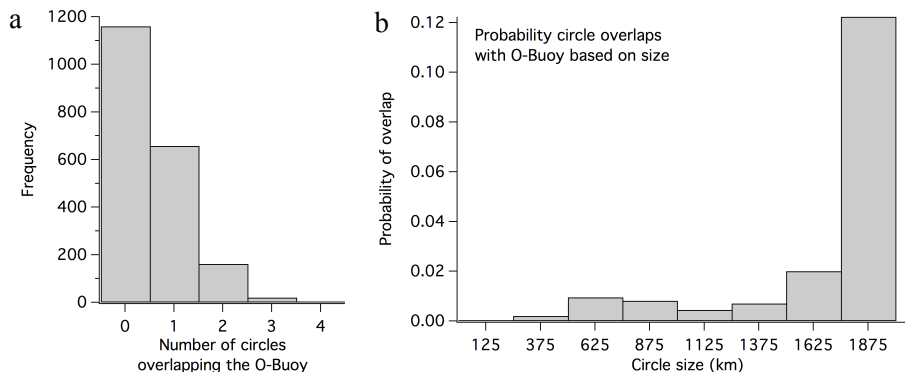 a
1200
1000
800
600
400
200
0
Frequency
0 1 2 3 4
Number of circles
overlapping the O-Buoy
b
0.12
0.10
0.08
0.06
0.04
0.02
0.00
Probability of overlap
Probability circle overlaps
with O-Buoy based on size
125 375 625 875 1125 1375 1625 1875
Circle size (km)